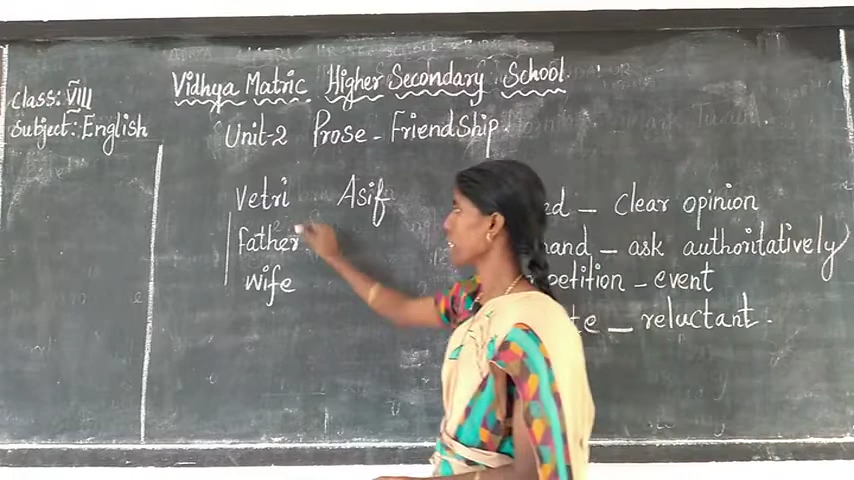 Vidhya Matric Higher Secondary School
Class: VIII
Subject: English
Unit-2 Prose - Friendship
Vetri Asif
Father
Wife
– clear opinion
– ask authoritatively
– event
– reluctant.